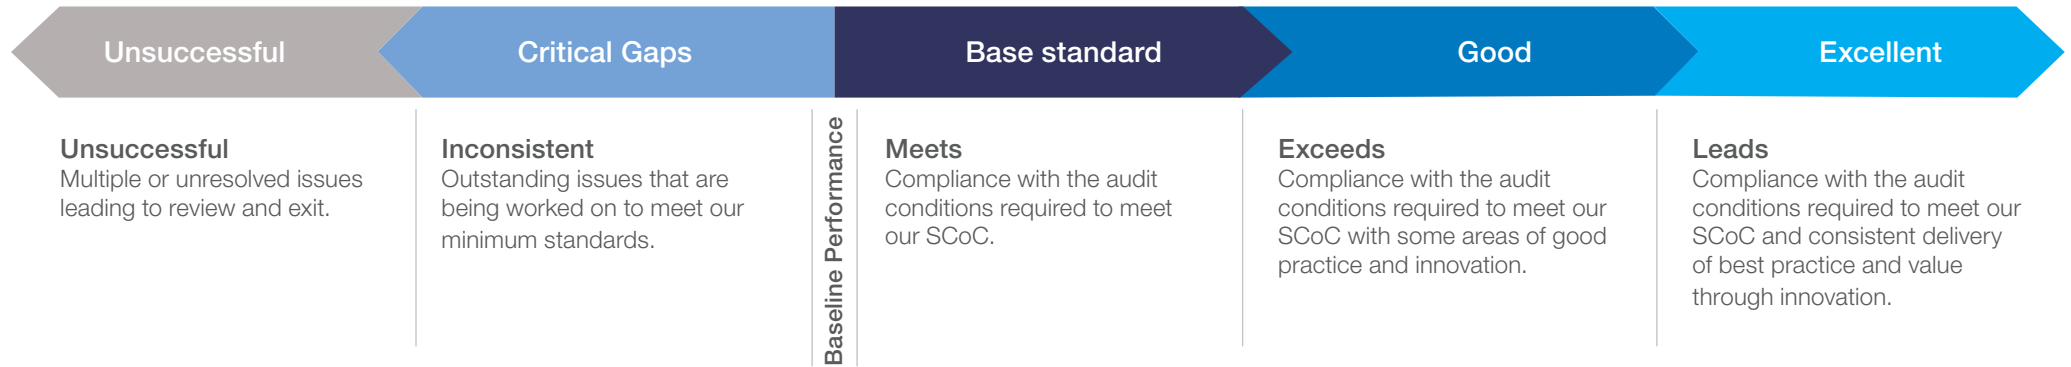 Unsuccessful
Critical Gaps
Base standard
Good
Excellent
Unsuccessful
Multiple or unresolved issues
leading to review and exit.
Inconsistent
Outstanding issues that are
being worked on to meet our
minimum standards.
Baseline Performance
Meets
Compliance with the audit
conditions required to meet
our SCoC.
Exceeds
Compliance with the audit
conditions required to meet our
SCoC with some areas of good
practice and innovation.
Leads
Compliance with the audit
conditions required to meet our
SCoC and consistent delivery
of best practice and value
through innovation.